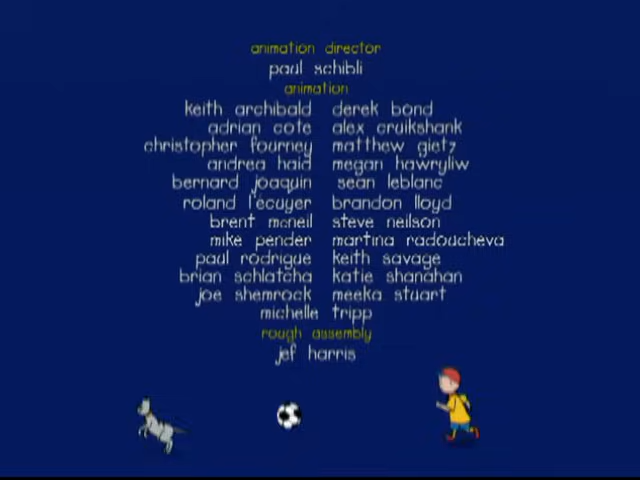 animation director
paul schibli
animation
keith archibald derek bond
adrian cote alex cruikshank
christopher fourney matthew gietz
andrea haid megan hawryliw
bernard joaquin sean leblanc
roland l'ecuyer brandon lloyd
brent mcneil steve neilson
mike pender martina radoucheva
paul rodrigue keith savage
brian schlatcha katie shanahan
joe shemrock meeka stuart
michelle tripp
rough assembly
jef harris